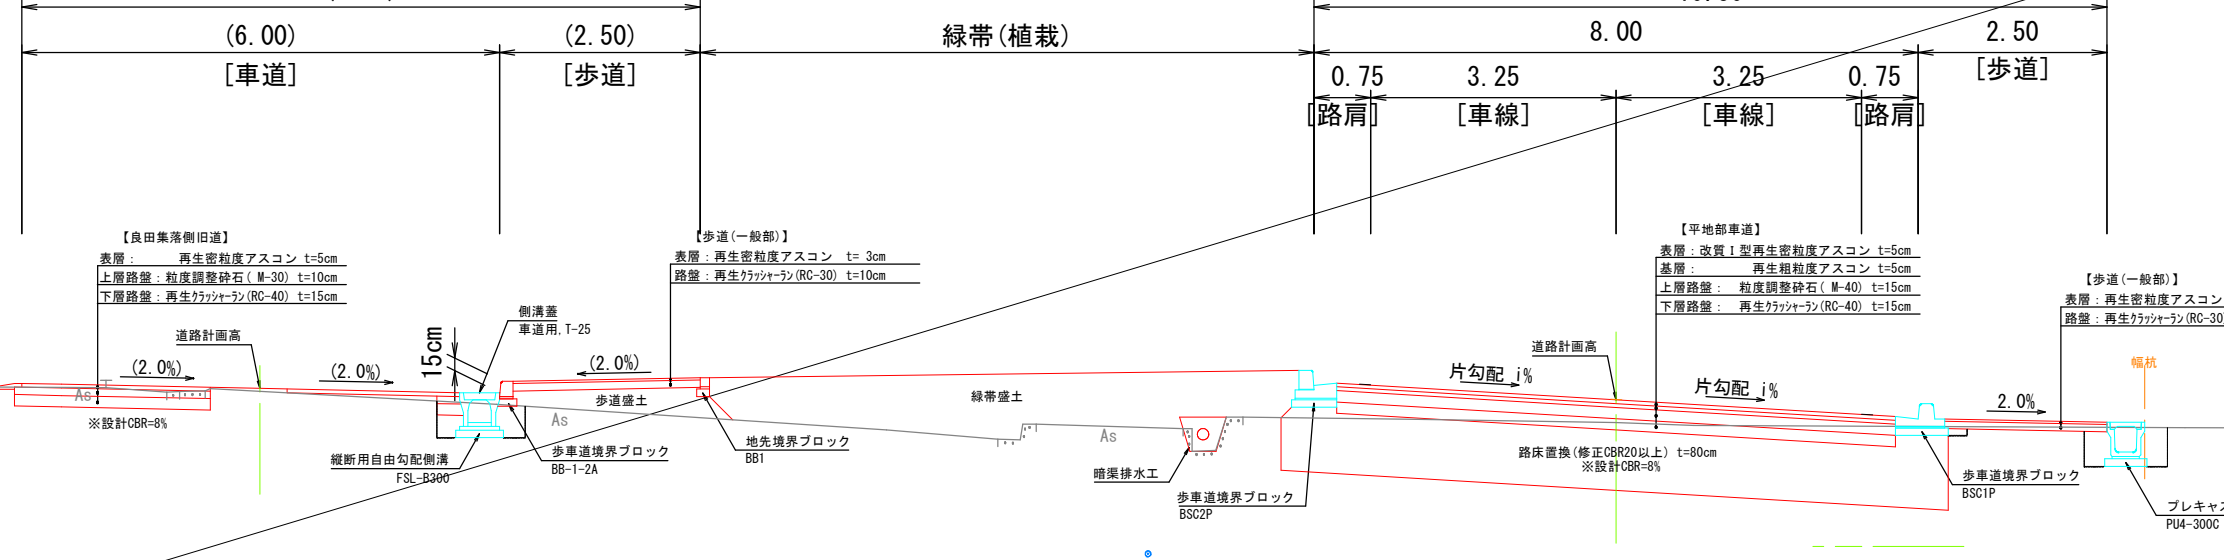 (6.00)
(2.50)
緑帯(植栽)
8.00
2.50
[車道]
[歩道]
[歩道]
0.75
3.25
3.25
0.75
[路肩]
[車線]
[車線]
[路肩]
【良田集落側旧道】
表層： 再生密粒度アスコン t=5cm
上層路盤：粒度調整砕石( M-30) t=10cm
下層路盤：再生クラッシャーラン(RC-40) t=15cm
【歩道(一般部)】
表層：再生密粒度アスコン t= 3cm
路盤：再生クラッシャーラン(RC-30) t=10cm
【平地部車道】
表層：改質Ⅰ型再生密粒度アスコン t=5cm
基層： 再生粗粒度アスコン t=5cm
上層路盤： 粒度調整砕石( M-40) t=15cm
下層路盤： 再生クラッシャーラン(RC-40) t=15cm
【歩道(一般部)】
表層：再生密粒度アスコン
路盤：再生クラッシャーラン(RC-30
側溝蓋
車道用,T-25
道路計画高
15cm
道路計画高
幅杭
(2.0%)
(2.0%)
(2.0%)
片勾配 i%
片勾配 i%
2.0%
As
※設計CBR=8%
歩道盛土
緑帯盛土
As
As
縦断用自由勾配側溝
FSL-B300
歩車道境界ブロック
BB-1-2A
地先境界ブロック
BB1
暗渠排水工
歩車道境界ブロック
BSC2P
路床置換(修正CBR20以上) t=80cm
※設計CBR=8%
歩車道境界ブロック
BSC1P
プレキャス
PU4-300C